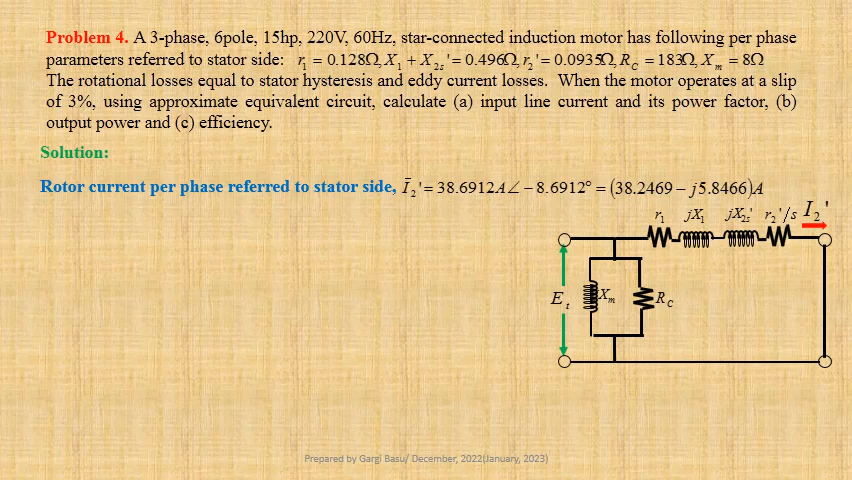 Problem 4. A 3-phase, 6pole, 15hp, 220V, 60Hz, star-connected induction motor has following per phase
parameters referred to stator side: r₁ = 0.128Ω, X₁ + X₂ₛ' = 0.496Ω, r₂' = 0.0935Ω, R_C = 183Ω, X_m = 8Ω
The rotational losses equal to stator hysteresis and eddy current losses. When the motor operates at a slip
of 3%, using approximate equivalent circuit, calculate (a) input line current and its power factor, (b)
output power and (c) efficiency.
Solution:
Rotor current per phase referred to stator side, Ī₂' = 38.6912A∠−8.6912° = (38.2469 − j5.8466)A
r₁ jX₁ jX₂ₛ' r₂'/s I₂'
E_t X_m R_C
Prepared by Gargi Basu/ December, 2022(January, 2023)